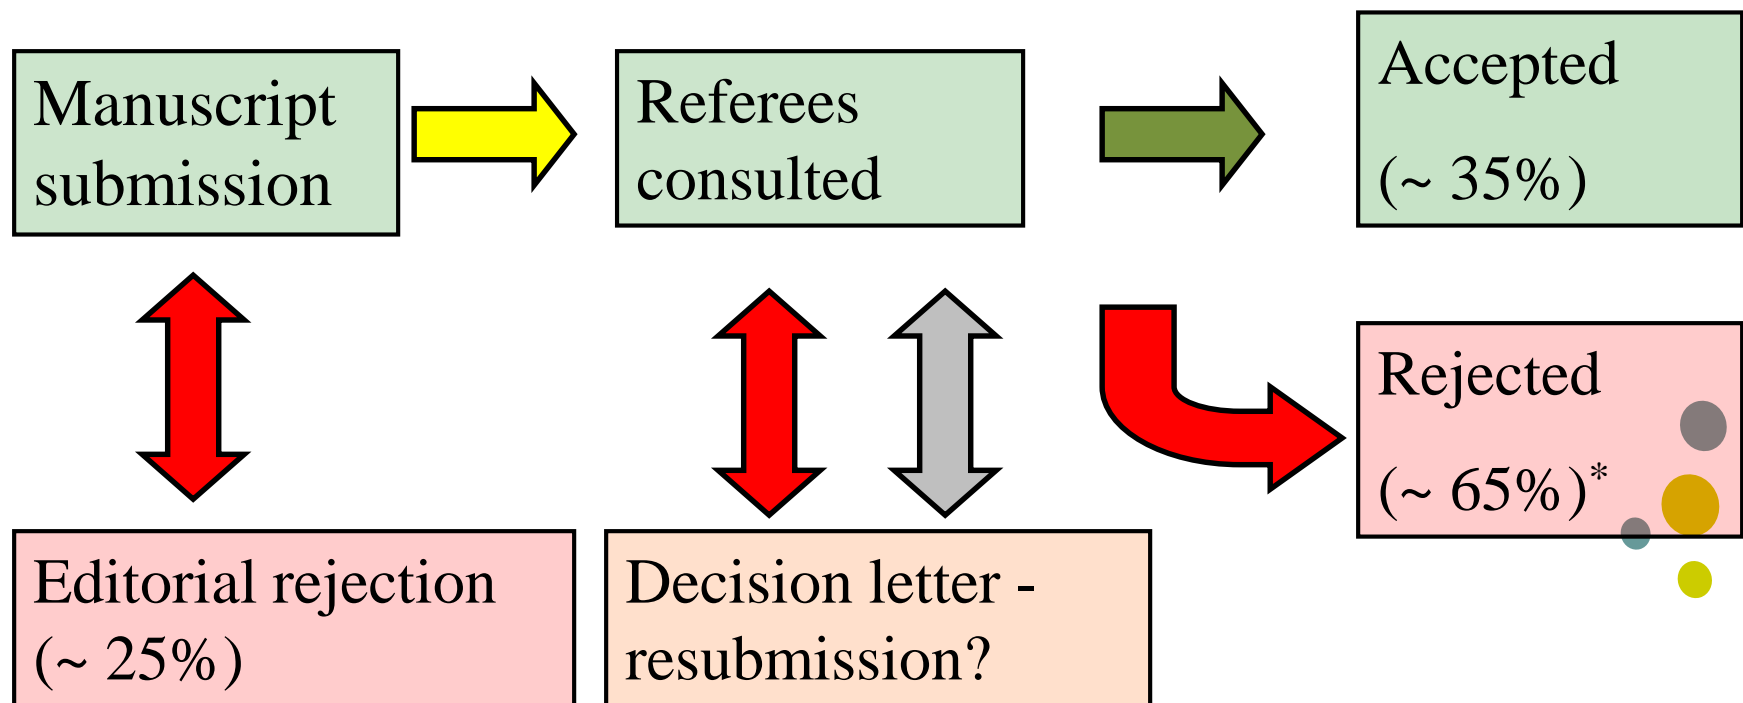 Manuscript
submission
Referees
consulted
Accepted
(~ 35%)
Rejected
(~ 65%)*
Editorial rejection
(~ 25%)
Decision letter -
resubmission?